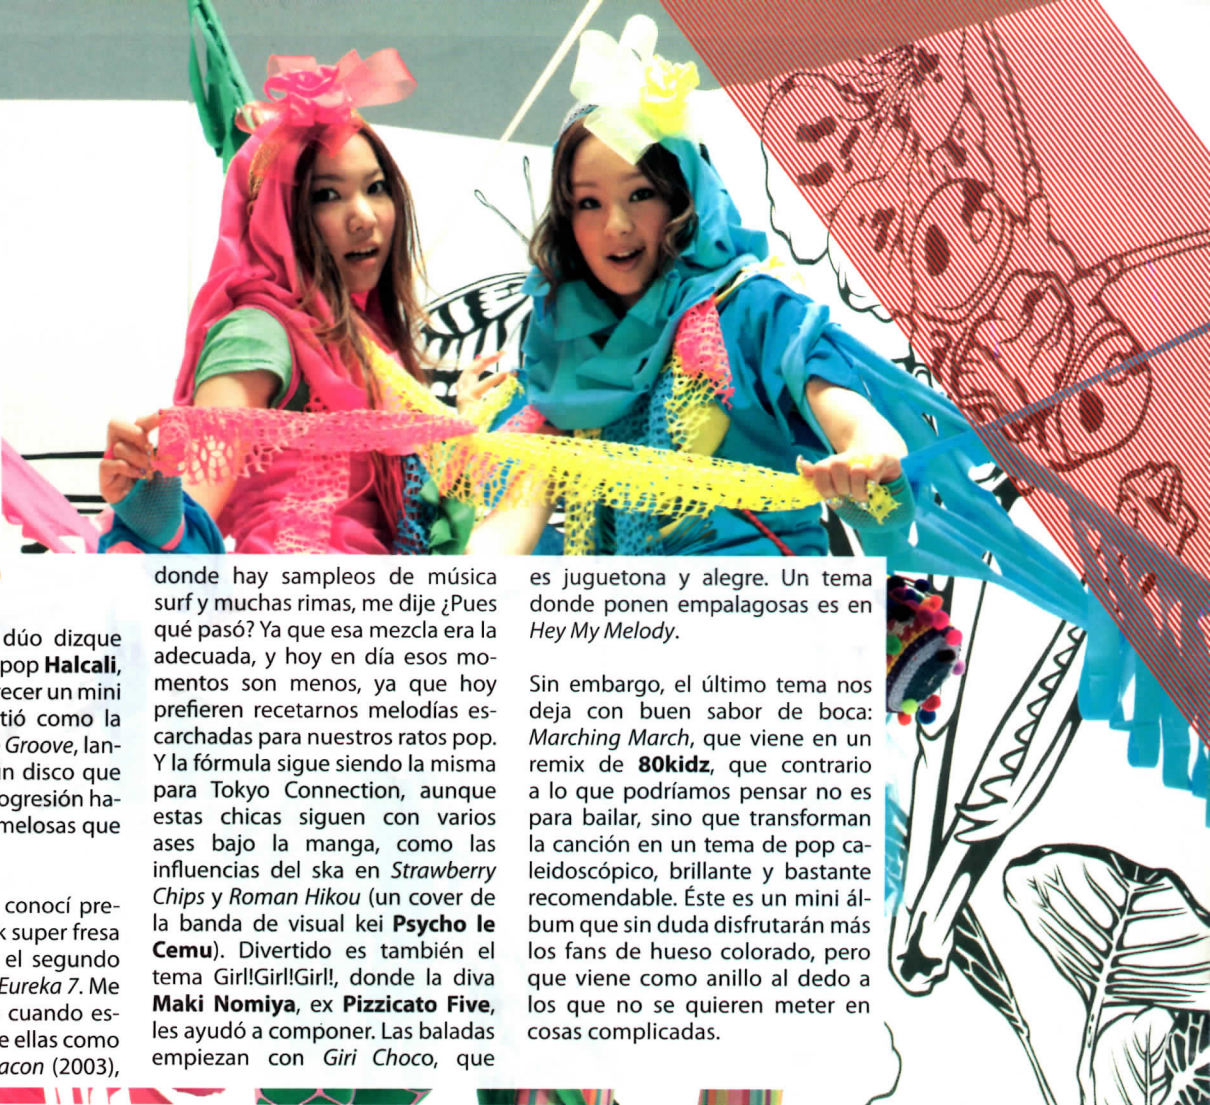 dúo dizque
pop Halcali,
recer un mini
tió como la
Groove, lan-
in disco que
ogresión ha-
melosas que
conocí pre-
k super fresa
el segundo
Eureka 7. Me
cuando es-
e ellas como
acon (2003),
donde hay sampleos de música
surf y muchas rimas, me dije ¿Pues
qué pasó? Ya que esa mezcla era la
adecuada, y hoy en día esos mo-
mentos son menos, ya que hoy
prefieren recetarnos melodías es-
carchadas para nuestros ratos pop.
Y la fórmula sigue siendo la misma
para Tokyo Connection, aunque
estas chicas siguen con varios
ases bajo la manga, como las
influencias del ska en Strawberry
Chips y Roman Hikou (un cover de
la banda de visual kei Psycho le
Cemu). Divertido es también el
tema Girl!Girl!Girl!, donde la diva
Maki Nomiya, ex Pizzicato Five,
les ayudó a componer. Las baladas
empiezan con Giri Choco, que
es juguetona y alegre. Un tema
donde ponen empalagosas es en
Hey My Melody.
Sin embargo, el último tema nos
deja con buen sabor de boca:
Marching March, que viene en un
remix de 80kidz, que contrario
a lo que podríamos pensar no es
para bailar, sino que transforman
la canción en un tema de pop ca-
leidoscópico, brillante y bastante
recomendable. Éste es un mini ál-
bum que sin duda disfrutarán más
los fans de hueso colorado, pero
que viene como anillo al dedo a
los que no se quieren meter en
cosas complicadas.